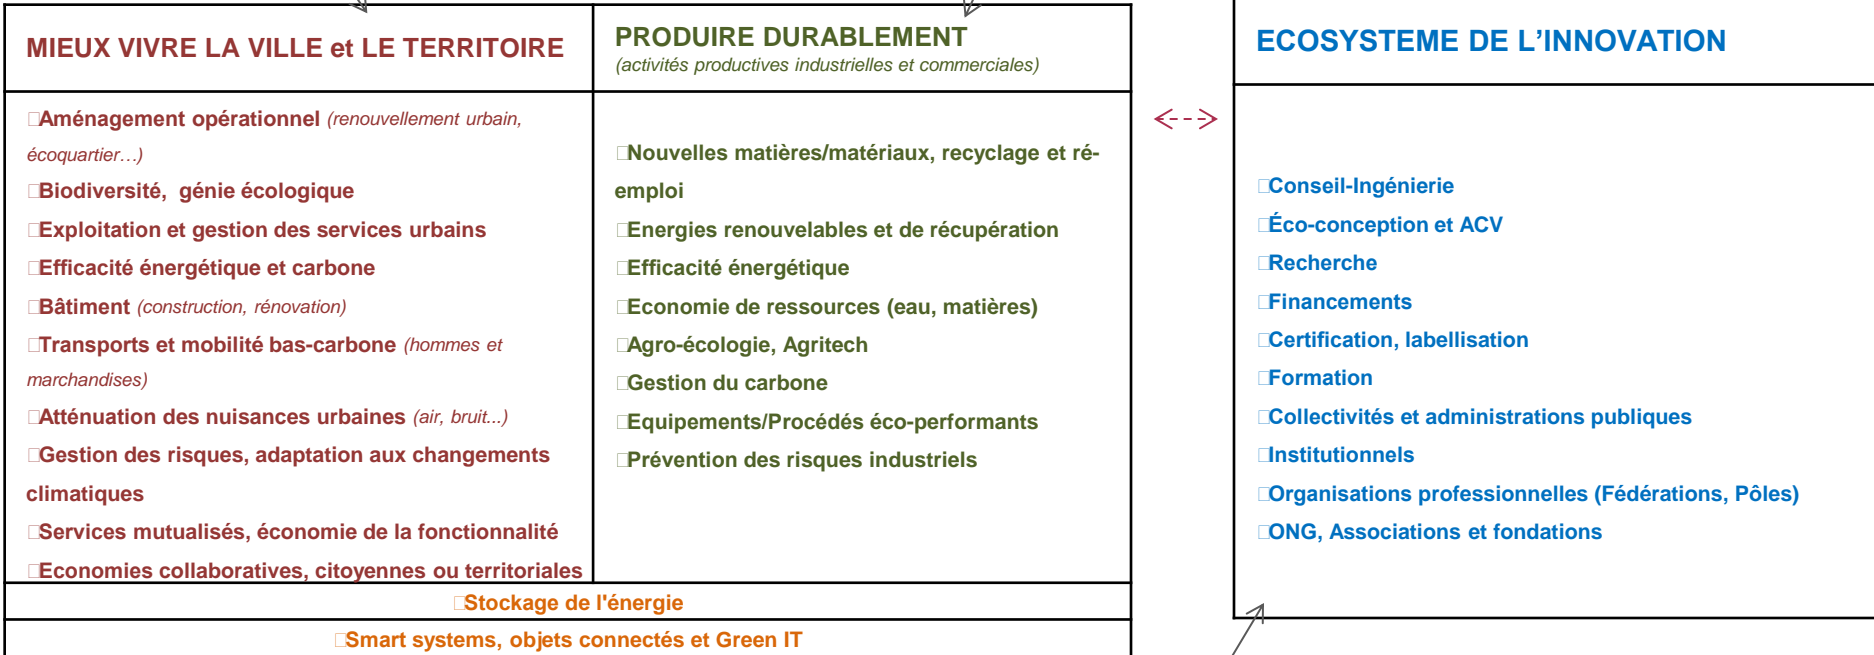 MIEUX VIVRE LA VILLE et LE TERRITOIRE
Aménagement opérationnel (renouvellement urbain,
écoquartier…)
Biodiversité, génie écologique
Exploitation et gestion des services urbains
Efficacité énergétique et carbone
Bâtiment (construction, rénovation)
Transports et mobilité bas-carbone (hommes et
marchandises)
Atténuation des nuisances urbaines (air, bruit...)
Gestion des risques, adaptation aux changements
climatiques
Services mutualisés, économie de la fonctionnalité
Economies collaboratives, citoyennes ou territoriales
PRODUIRE DURABLEMENT
(activités productives industrielles et commerciales)
Nouvelles matières/matériaux, recyclage et ré-
emploi
Energies renouvelables et de récupération
Efficacité énergétique
Economie de ressources (eau, matières)
Agro-écologie, Agritech
Gestion du carbone
Equipements/Procédés éco-performants
Prévention des risques industriels
Stockage de l'énergie
Smart systems, objets connectés et Green IT
ECOSYSTEME DE L’INNOVATION
Conseil-Ingénierie
Éco-conception et ACV
Recherche
Financements
Certification, labellisation
Formation
Collectivités et administrations publiques
Institutionnels
Organisations professionnelles (Fédérations, Pôles)
ONG, Associations et fondations